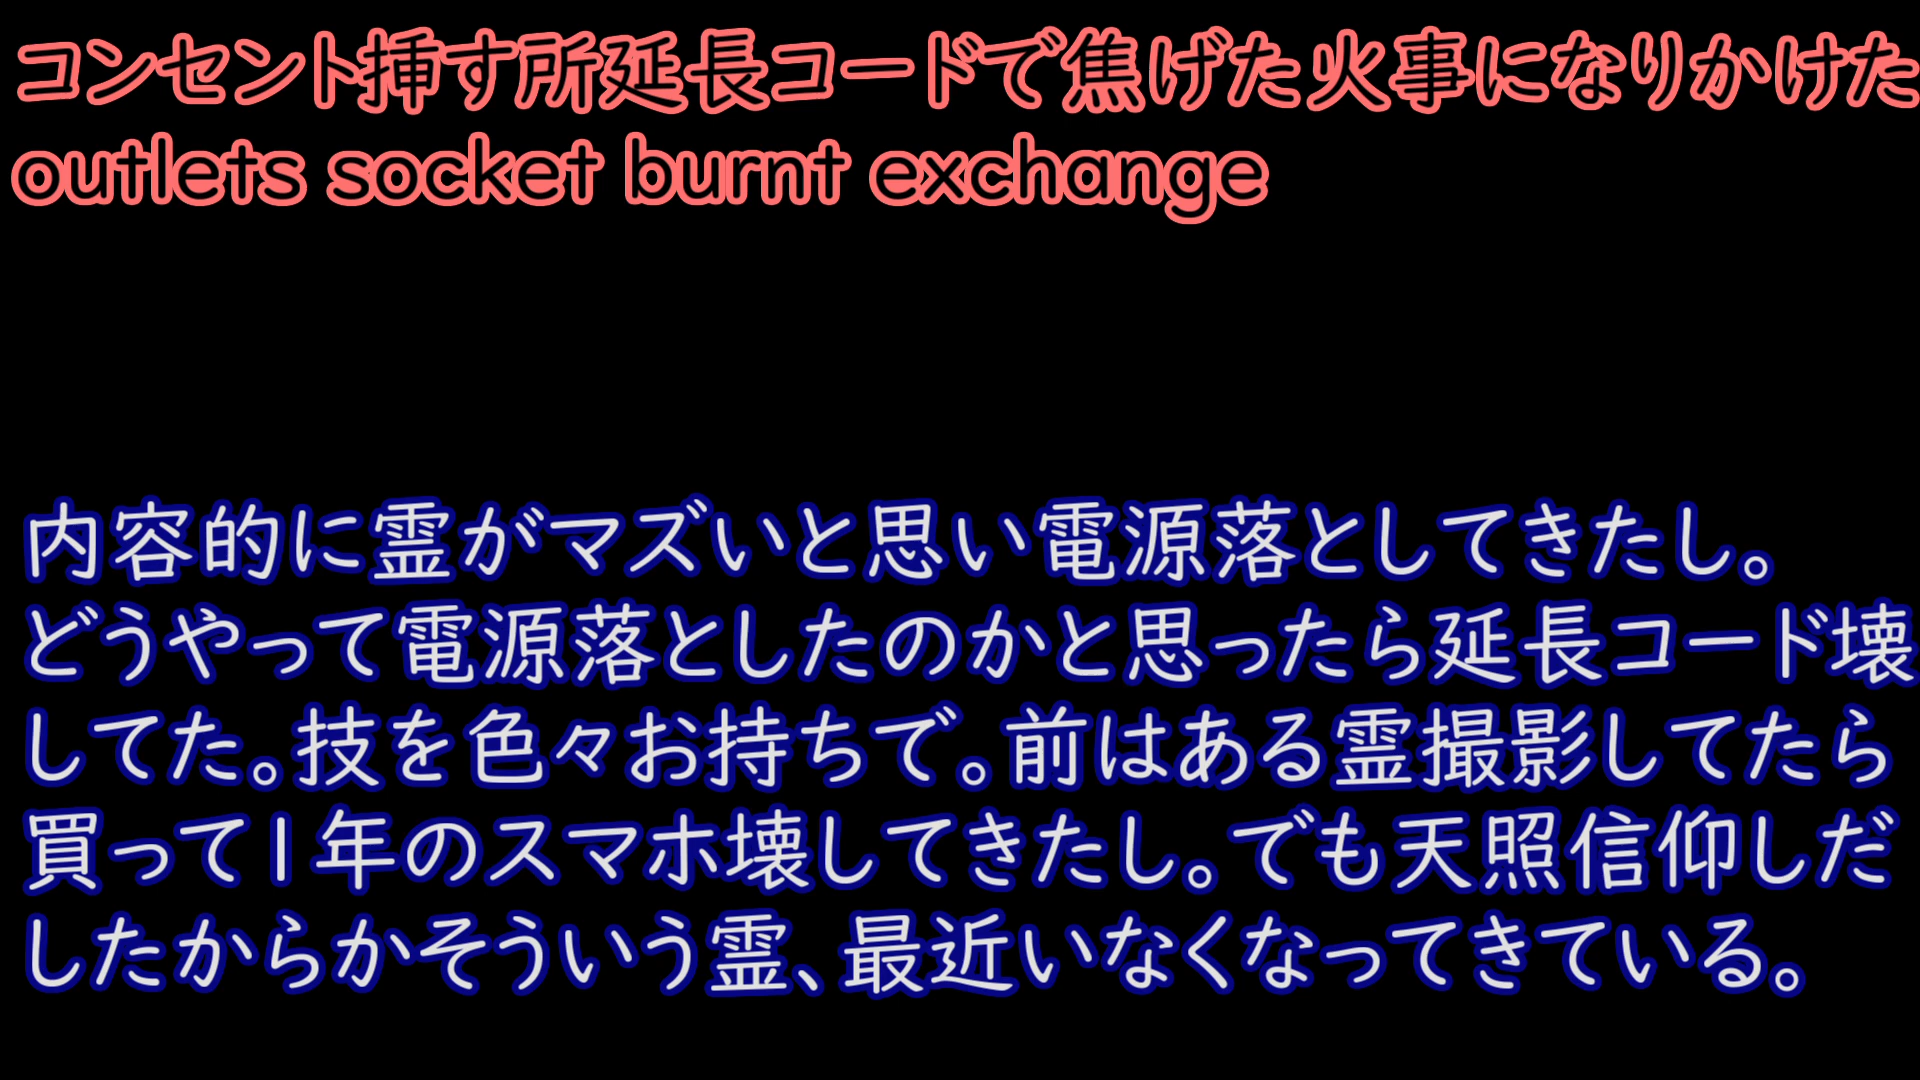 コンセント挿す所延長コードで焦げた火事になりかけた
outlets socket burnt exchange
内容的に霊がマズいと思い電源落としてきたし。
どうやって電源落としたのかと思ったら延長コード壊
してた。技を色々お持ちで。前はある霊撮影してたら
買って1年のスマホ壊してきたし。でも天照信仰しだ
したからかそういう霊、最近いなくなってきている。